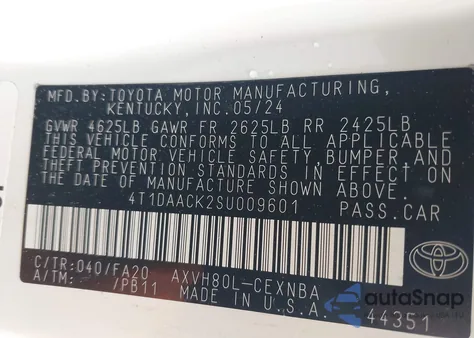 MFD.BY:TOYOTA MOTOR MANUFACTURING,
KENTUCKY,INC.05/24
GVWR 4625LB GAWR FR 2625LB RR 2425LB
THIS VEHICLE CONFORMS TO ALL APPLICABLE
FEDERAL MOTOR VEHICLE SAFETY,BUMPER,AND
THEFT PREVENTION STANDARDS IN EFFECT ON
THE DATE OF MANUFACTURE SHOWN ABOVE.
4T1DAACK2SU009601 PASS.CAR
C/TR:040/FA20 AXVH80L-CEXNBA
A/TM: /PB11 MADE IN U.S.A.
TOYOTA
44351
autoSnap